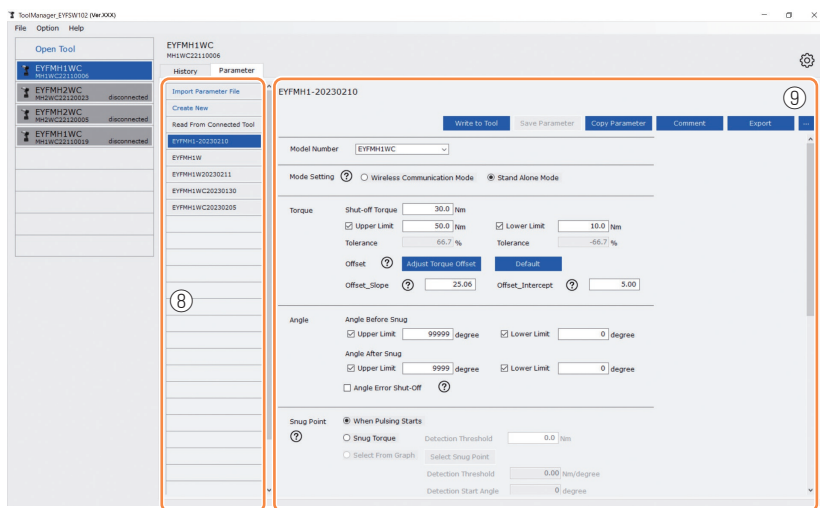 ToolManager_EYFSW102 (Ver.XXX)
File Option Help
Open Tool
EYFMH1WC
MH1WC22110006
EYFMH2WC
MH2WC22120023 disconnected
EYFMH2WC
MH2WC22120005 disconnected
EYFMH1WC
MH1WC22110019 disconnected
EYFMH1WC
MH1WC22110006
History Parameter
Import Parameter File
Create New
Read From Connected Tool
EYFMH1-20230210
EYFMH1W
EYFMH1W20230211
EYFMH1WC20230130
EYFMH1WC20230205
⑧
EYFMH1-20230210
⑨
Write to Tool Save Parameter Copy Parameter Comment Export ...
Model Number EYFMH1WC
Mode Setting ? Wireless Communication Mode Stand Alone Mode
Torque Shut-off Torque 30.0 Nm
Upper Limit 50.0 Nm Lower Limit 10.0 Nm
Tolerance 66.7 % Tolerance -66.7 %
Offset ? Adjust Torque Offset Default
Offset_Slope ? 25.06 Offset_Intercept ? 5.00
Angle Angle Before Snug
Upper Limit 99999 degree Lower Limit 0 degree
Angle After Snug
Upper Limit 9999 degree Lower Limit 0 degree
Angle Error Shut-Off ?
Snug Point When Pulsing Starts
? Snug Torque Detection Threshold 0.0 Nm
Select From Graph Select Snug Point
Detection Threshold 0.00 Nm/degree
Detection Start Angle 0 degree